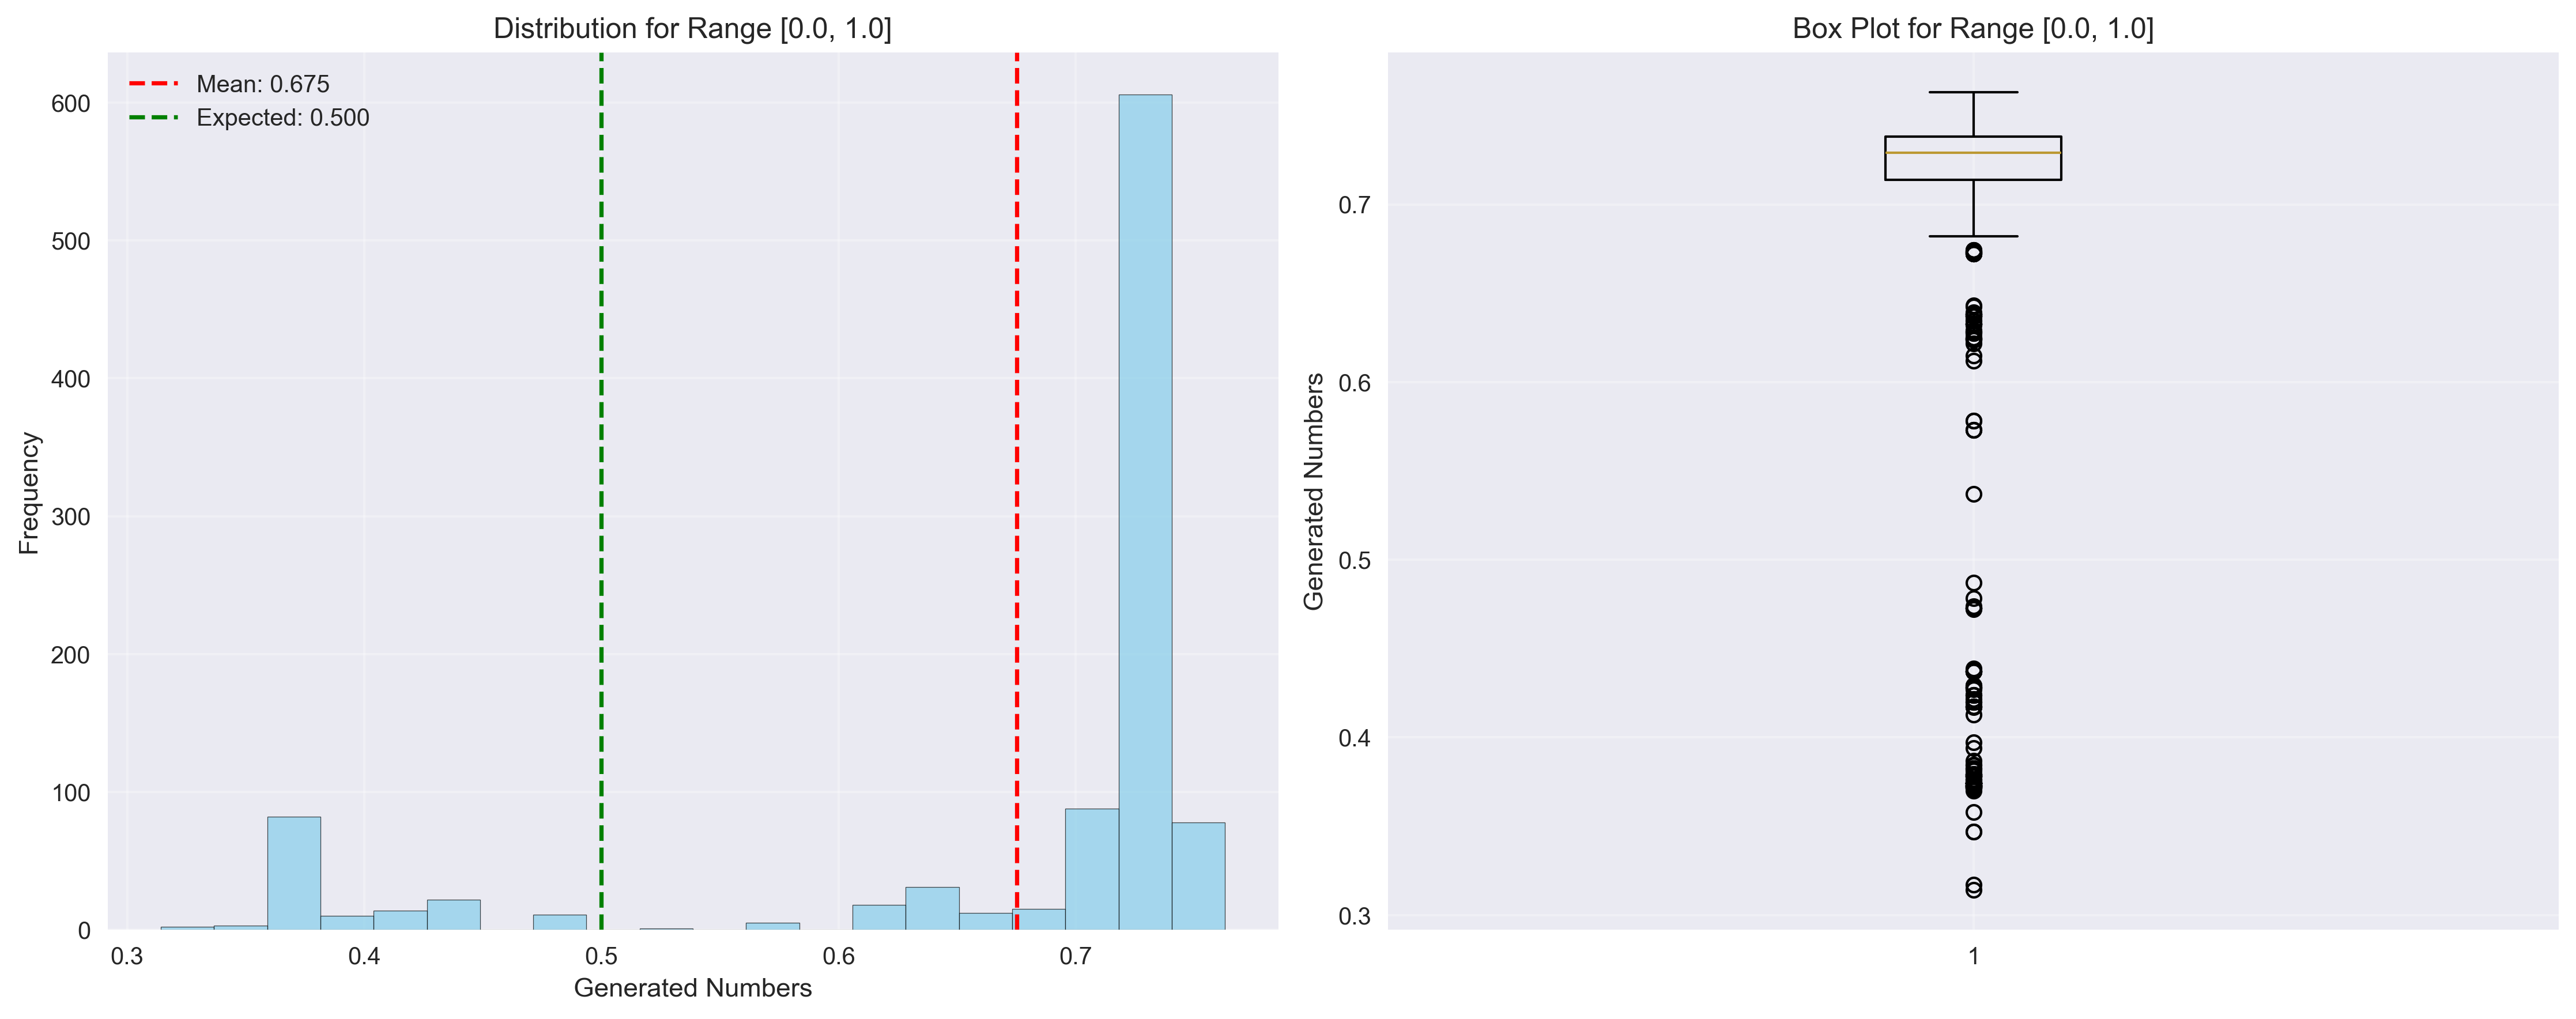 Distribution for Range [0.0, 1.0]
Mean: 0.675
Expected: 0.500
Frequency
600
500
400
300
200
100
0
0.3 0.4 0.5 0.6 0.7
Generated Numbers
Box Plot for Range [0.0, 1.0]
Generated Numbers
0.7
0.6
0.5
0.4
0.3
1